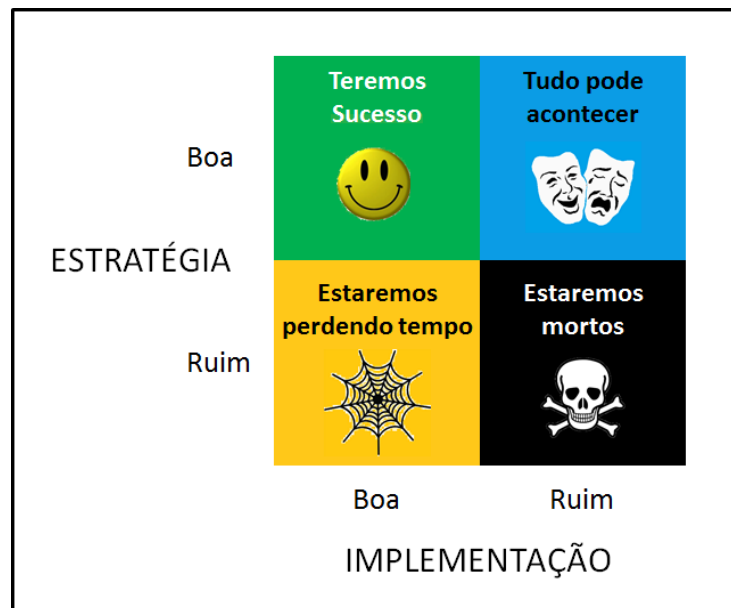 Teremos
Sucesso
Tudo pode
acontecer
Boa
ESTRATÉGIA
Estaremos
perdendo tempo
Estaremos
mortos
Ruim
Boa
Ruim
IMPLEMENTAÇÃO